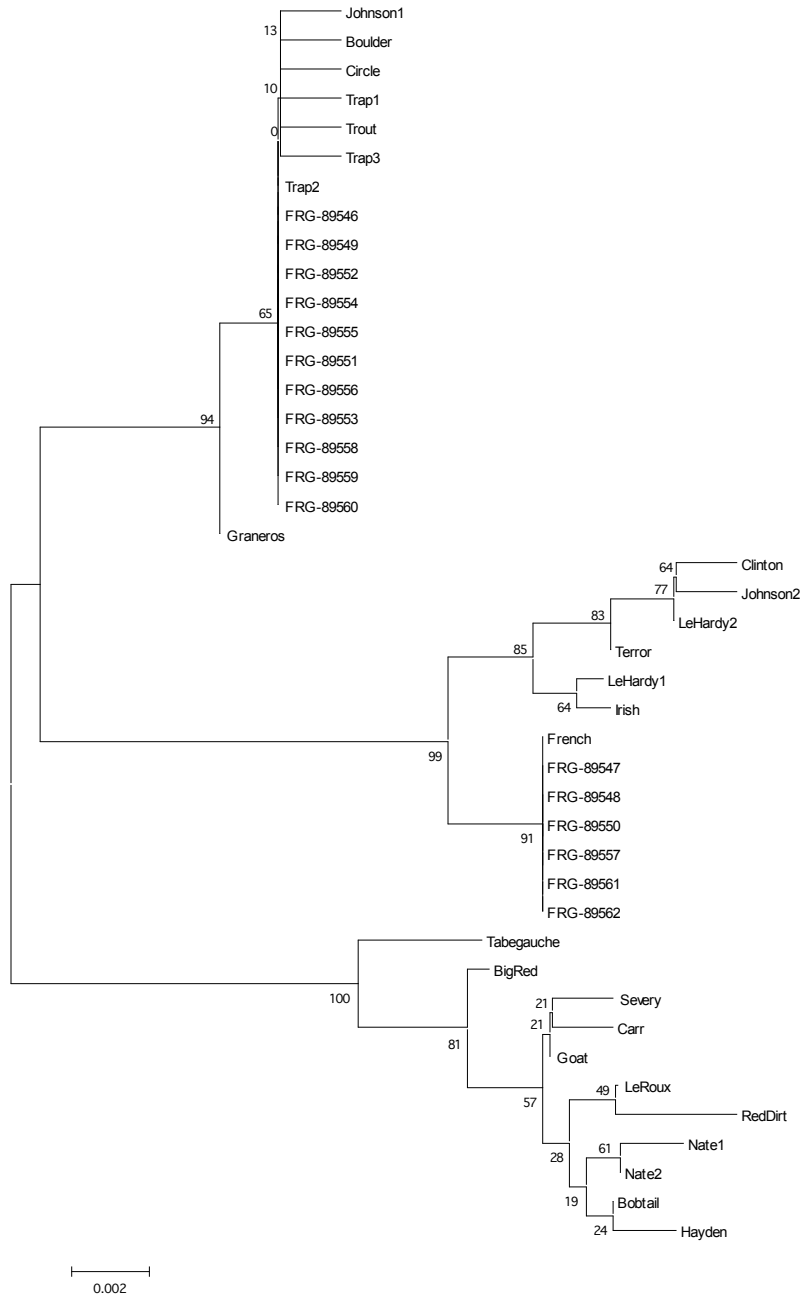 Johnson1
13
Boulder
Circle
10
Trap1
Trout
0
Trap3
Trap2
FRG-89546
FRG-89549
FRG-89552
FRG-89554
65
FRG-89555
FRG-89551
FRG-89556
94
FRG-89553
FRG-89558
FRG-89559
FRG-89560
Graneros
64
Clinton
77
Johnson2
83
LeHardy2
85
Terror
LeHardy1
64
Irish
French
99
FRG-89547
FRG-89548
FRG-89550
91
FRG-89557
FRG-89561
FRG-89562
Tabegauche
BigRed
100
21
Severy
21
Carr
81
Goat
49
LeRoux
57
RedDirt
61
Nate1
28
Nate2
19
Bobtail
24
Hayden
0.002